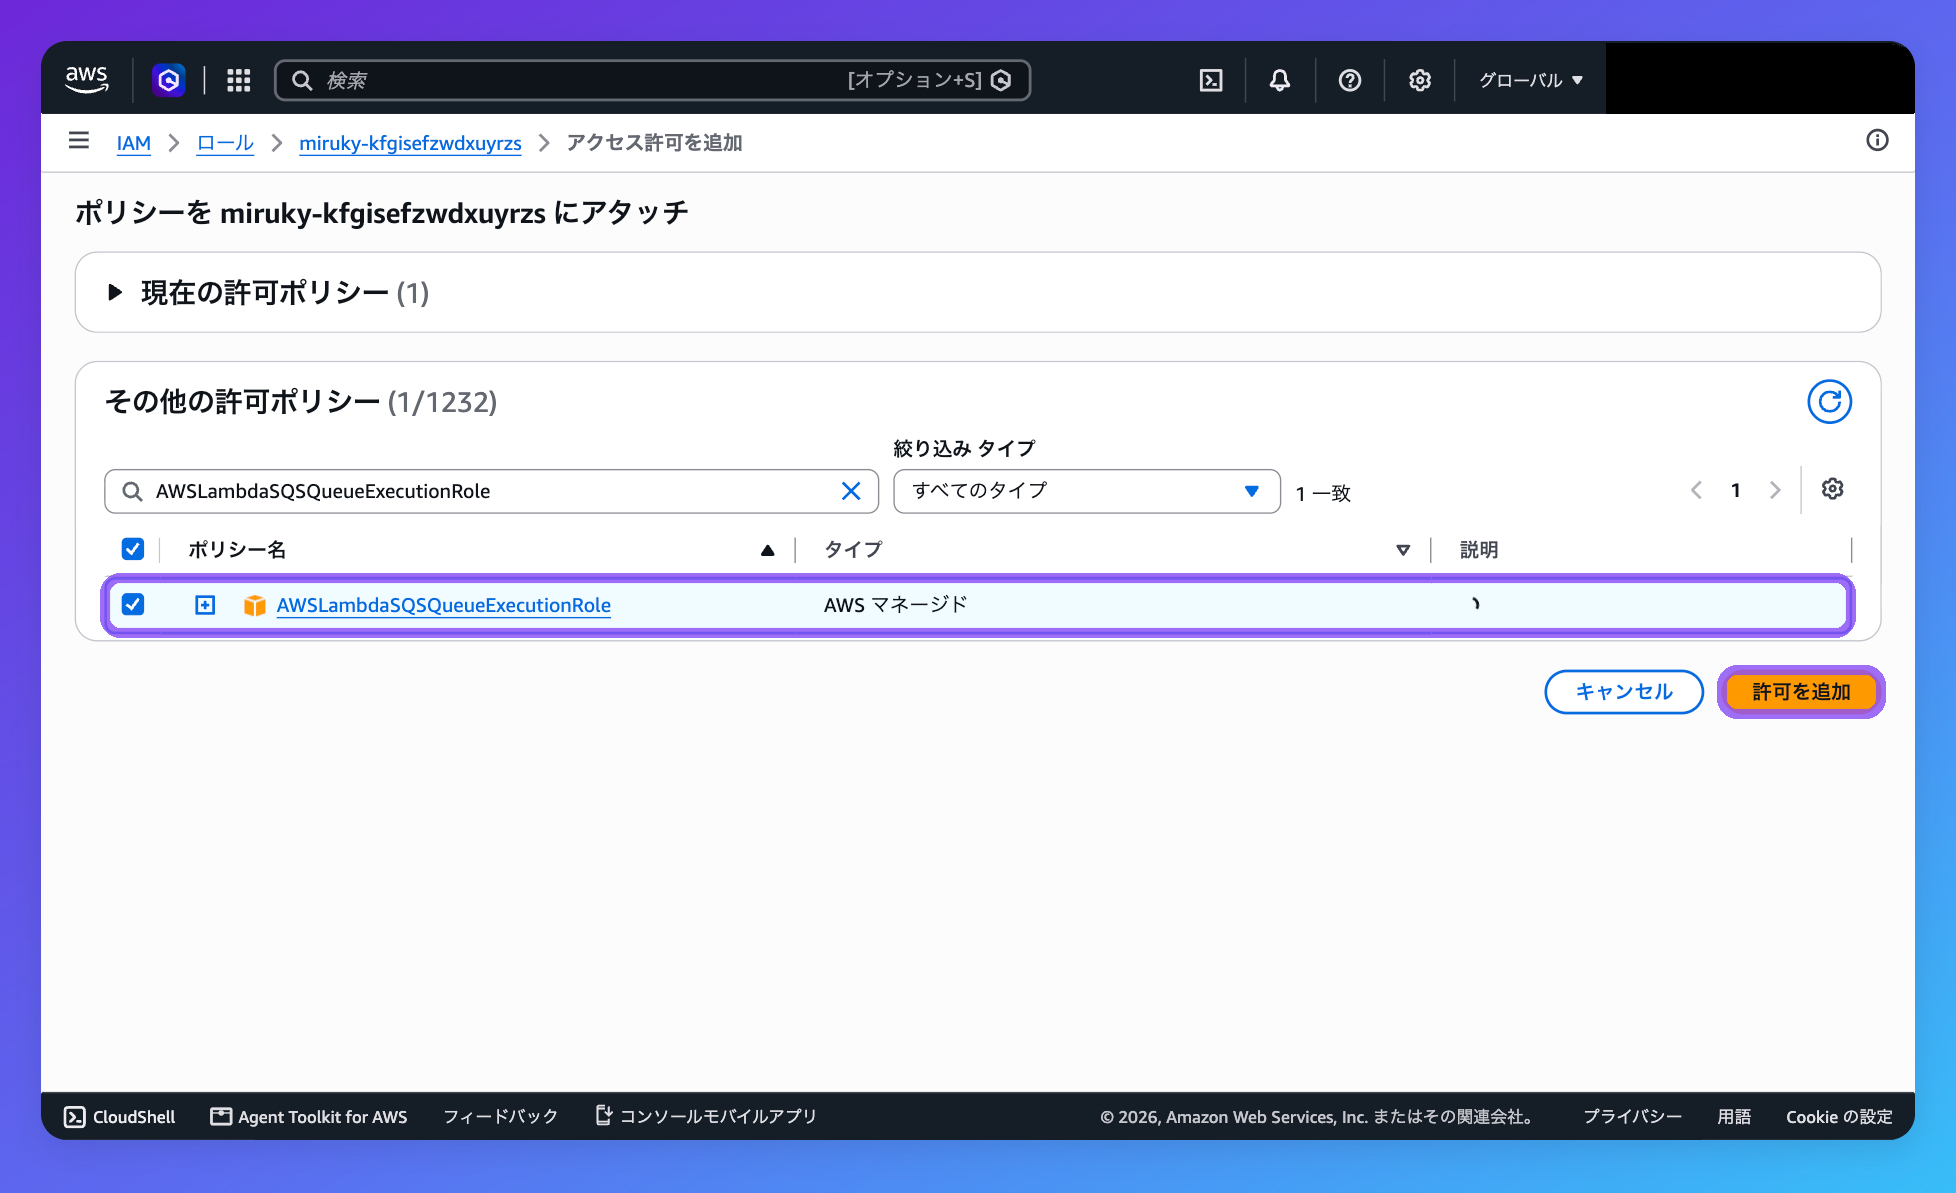 aws 検索 [オプション+S] グローバル
IAM ロール miruky-kfgisefzwdxuyrzs アクセス許可を追加
ポリシーを miruky-kfgisefzwdxuyrzs にアタッチ
現在の許可ポリシー (1)
その他の許可ポリシー (1/1232)
絞り込み タイプ
AWSLambdaSQSQueueExecutionRole すべてのタイプ 1 一致 1
ポリシー名 タイプ 説明
AWSLambdaSQSQueueExecutionRole AWS マネージド
キャンセル 許可を追加
CloudShell Agent Toolkit for AWS フィードバック コンソールモバイルアプリ © 2026, Amazon Web Services, Inc. またはその関連会社。 プライバシー 用語 Cookie の設定